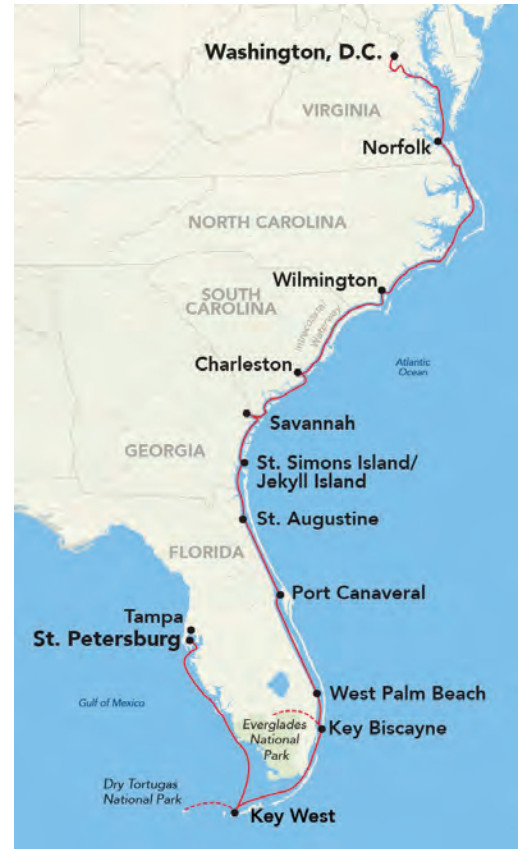 Washington, D.C.
VIRGINIA
Norfolk
NORTH CAROLINA
Wilmington
SOUTH
CAROLINA
Intracoastal
Waterway
Charleston
Atlantic
Ocean
Savannah
GEORGIA
St. Simons Island/
Jekyll Island
St. Augustine
FLORIDA
Port Canaveral
Tampa
St. Petersburg
West Palm Beach
Gulf of Mexico
Key Biscayne
Everglades
National
Park
Dry Tortugas
National Park
Key West